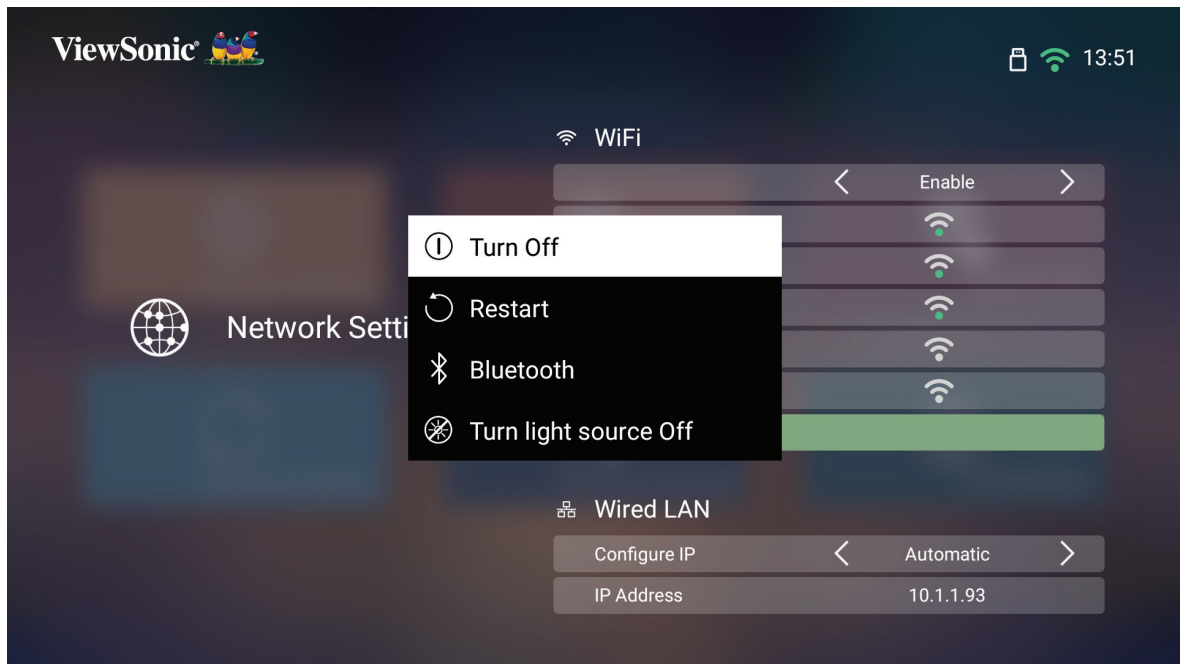 ViewSonic
13:51
WiFi
Enable
Turn Off
Restart
Network Setti
Bluetooth
Turn light source Off
Wired LAN
Configure IP Automatic
IP Address 10.1.1.93